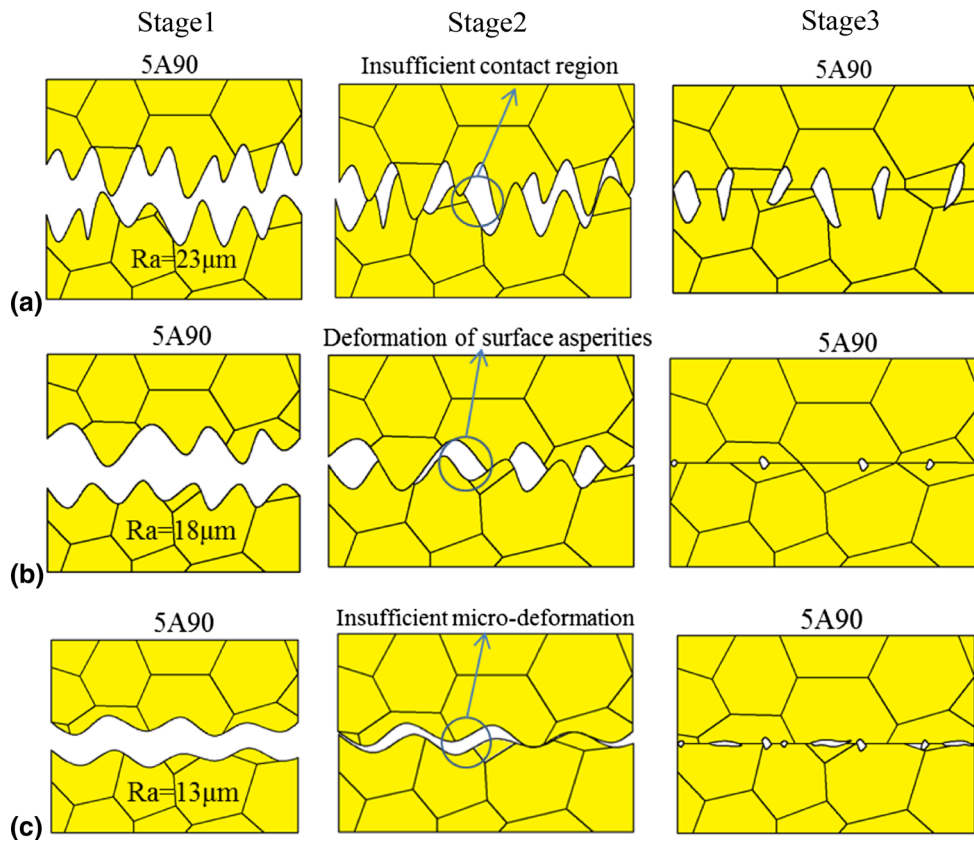 Stage1
Stage2
Stage3
(a)
5A90
Insufficient contact region
5A90
Ra=23μm
(b)
5A90
Deformation of surface asperities
5A90
Ra=18μm
(c)
5A90
Insufficient micro-deformation
5A90
Ra=13μm